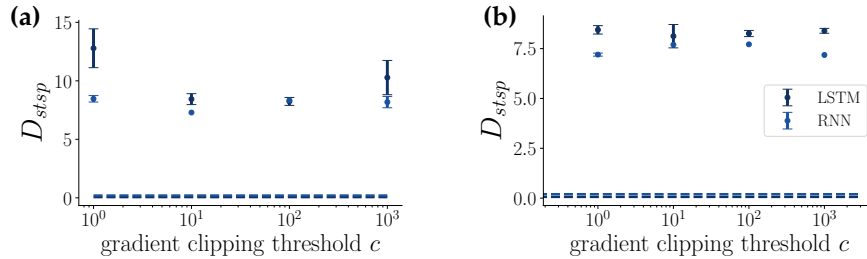 (a)
15
10
5
0
D_{stsp}
10^0 10^1 10^2 10^3
gradient clipping threshold c
(b)
7.5
5.0
2.5
0.0
D_{stsp}
LSTM
RNN
10^0 10^1 10^2 10^3
gradient clipping threshold c